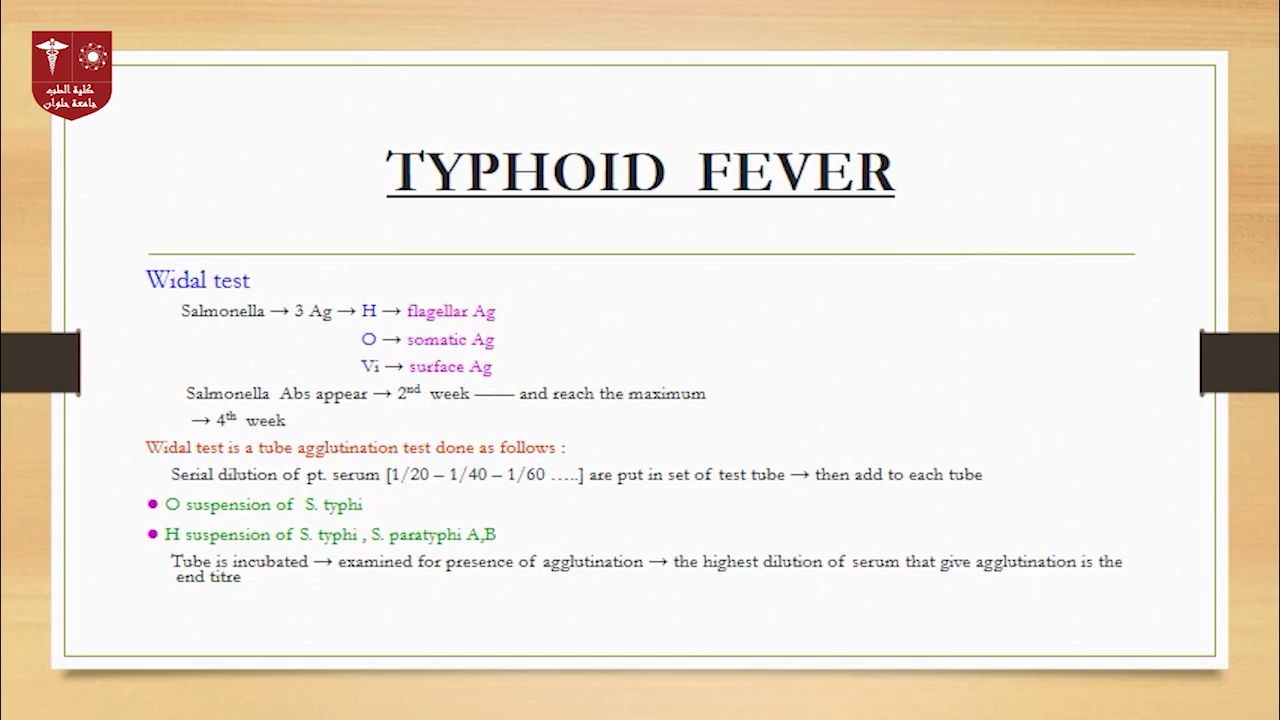 كلية الطب
جامعة حلوان
TYPHOID FEVER
Widal test
Salmonella → 3 Ag → H → flagellar Ag
O → somatic Ag
Vi → surface Ag
Salmonella Abs appear → 2nd week —— and reach the maximum
→ 4th week
Widal test is a tube agglutination test done as follows :
Serial dilution of pt. serum [1/20 – 1/40 – 1/60 .....] are put in set of test tube → then add to each tube
● O suspension of S. typhi
● H suspension of S. typhi , S. paratyphi A,B
Tube is incubated → examined for presence of agglutination → the highest dilution of serum that give agglutination is the
end titre